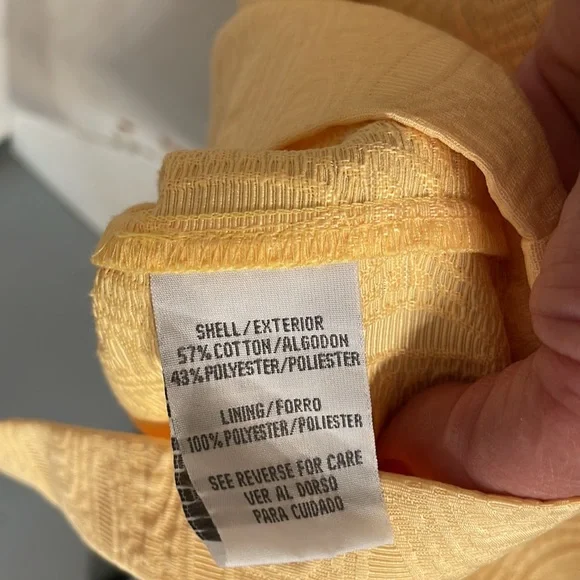 SHELL/EXTERIOR
57% COTTON/ALGODON
43% POLYESTER/POLIESTER
LINING/FORRO
100% POLYESTER/POLIESTER
SEE REVERSE FOR CARE
VER AL DORSO
PARA CUIDADO